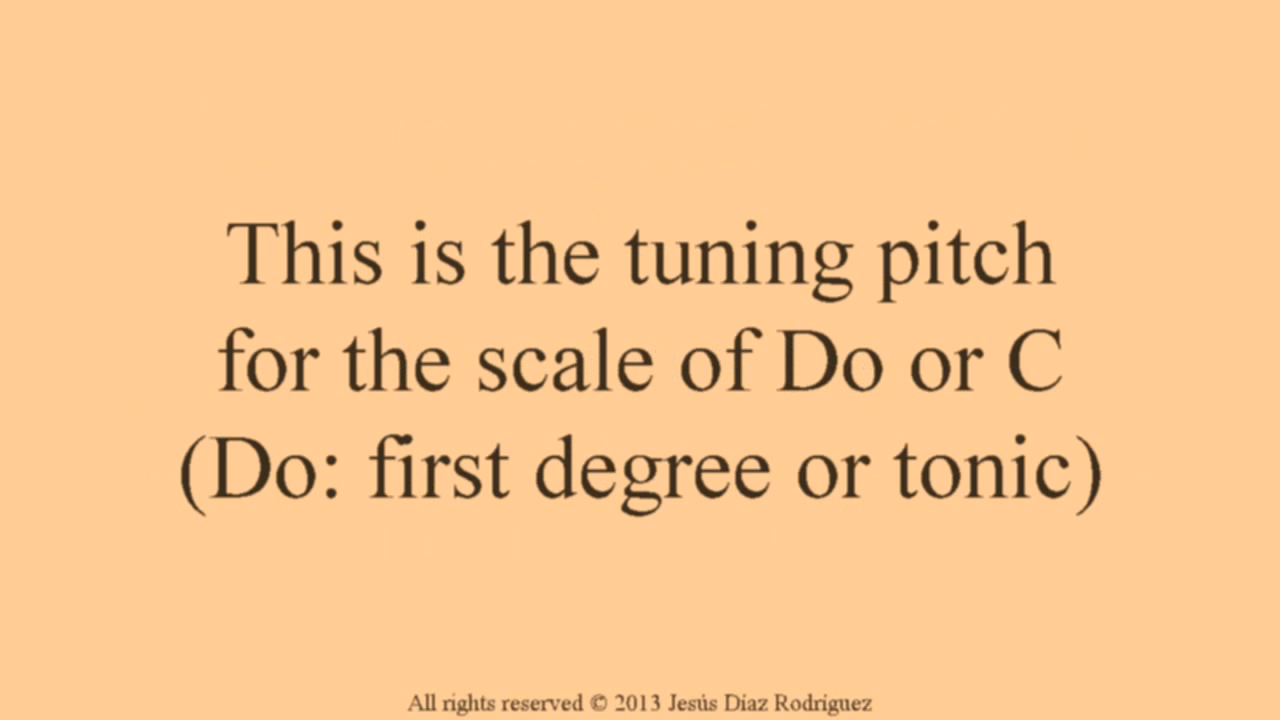 This is the tuning pitch
for the scale of Do or C
(Do: first degree or tonic)
All rights reserved © 2013 Jesús Díaz Rodríguez